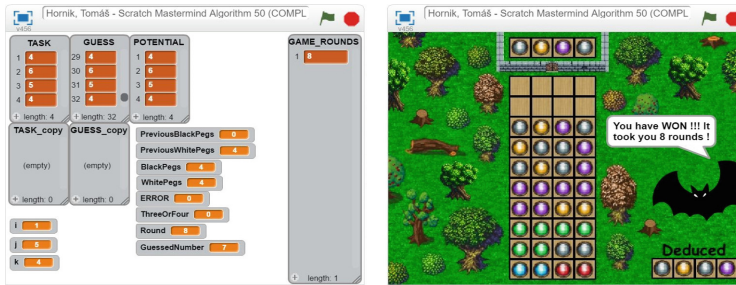 Horník, Tomáš - Scratch Mastermind Algorithm 50 (COMPL
v456
TASK
1 4
2 6
3 5
4 4
+ length: 4
GUESS
29 4
30 6
31 5
32 4
+ length: 32
POTENTIAL
1 4
2 6
3 5
4 4
+ length: 4
GAME_ROUNDS
1 8
+ length: 1
TASK_copy
(empty)
+ length: 0
GUESS_copy
(empty)
+ length: 0
PreviousBlackPegs 0
PreviousWhitePegs 4
BlackPegs 4
WhitePegs 4
ERROR 0
ThreeOrFour 0
Round 8
GuessedNumber 7
i 1
j 5
k 4
Horník, Tomáš - Scratch Mastermind Algorithm 50 (COMPL
v456
You have WON !!! It
took you 8 rounds !
Deduced